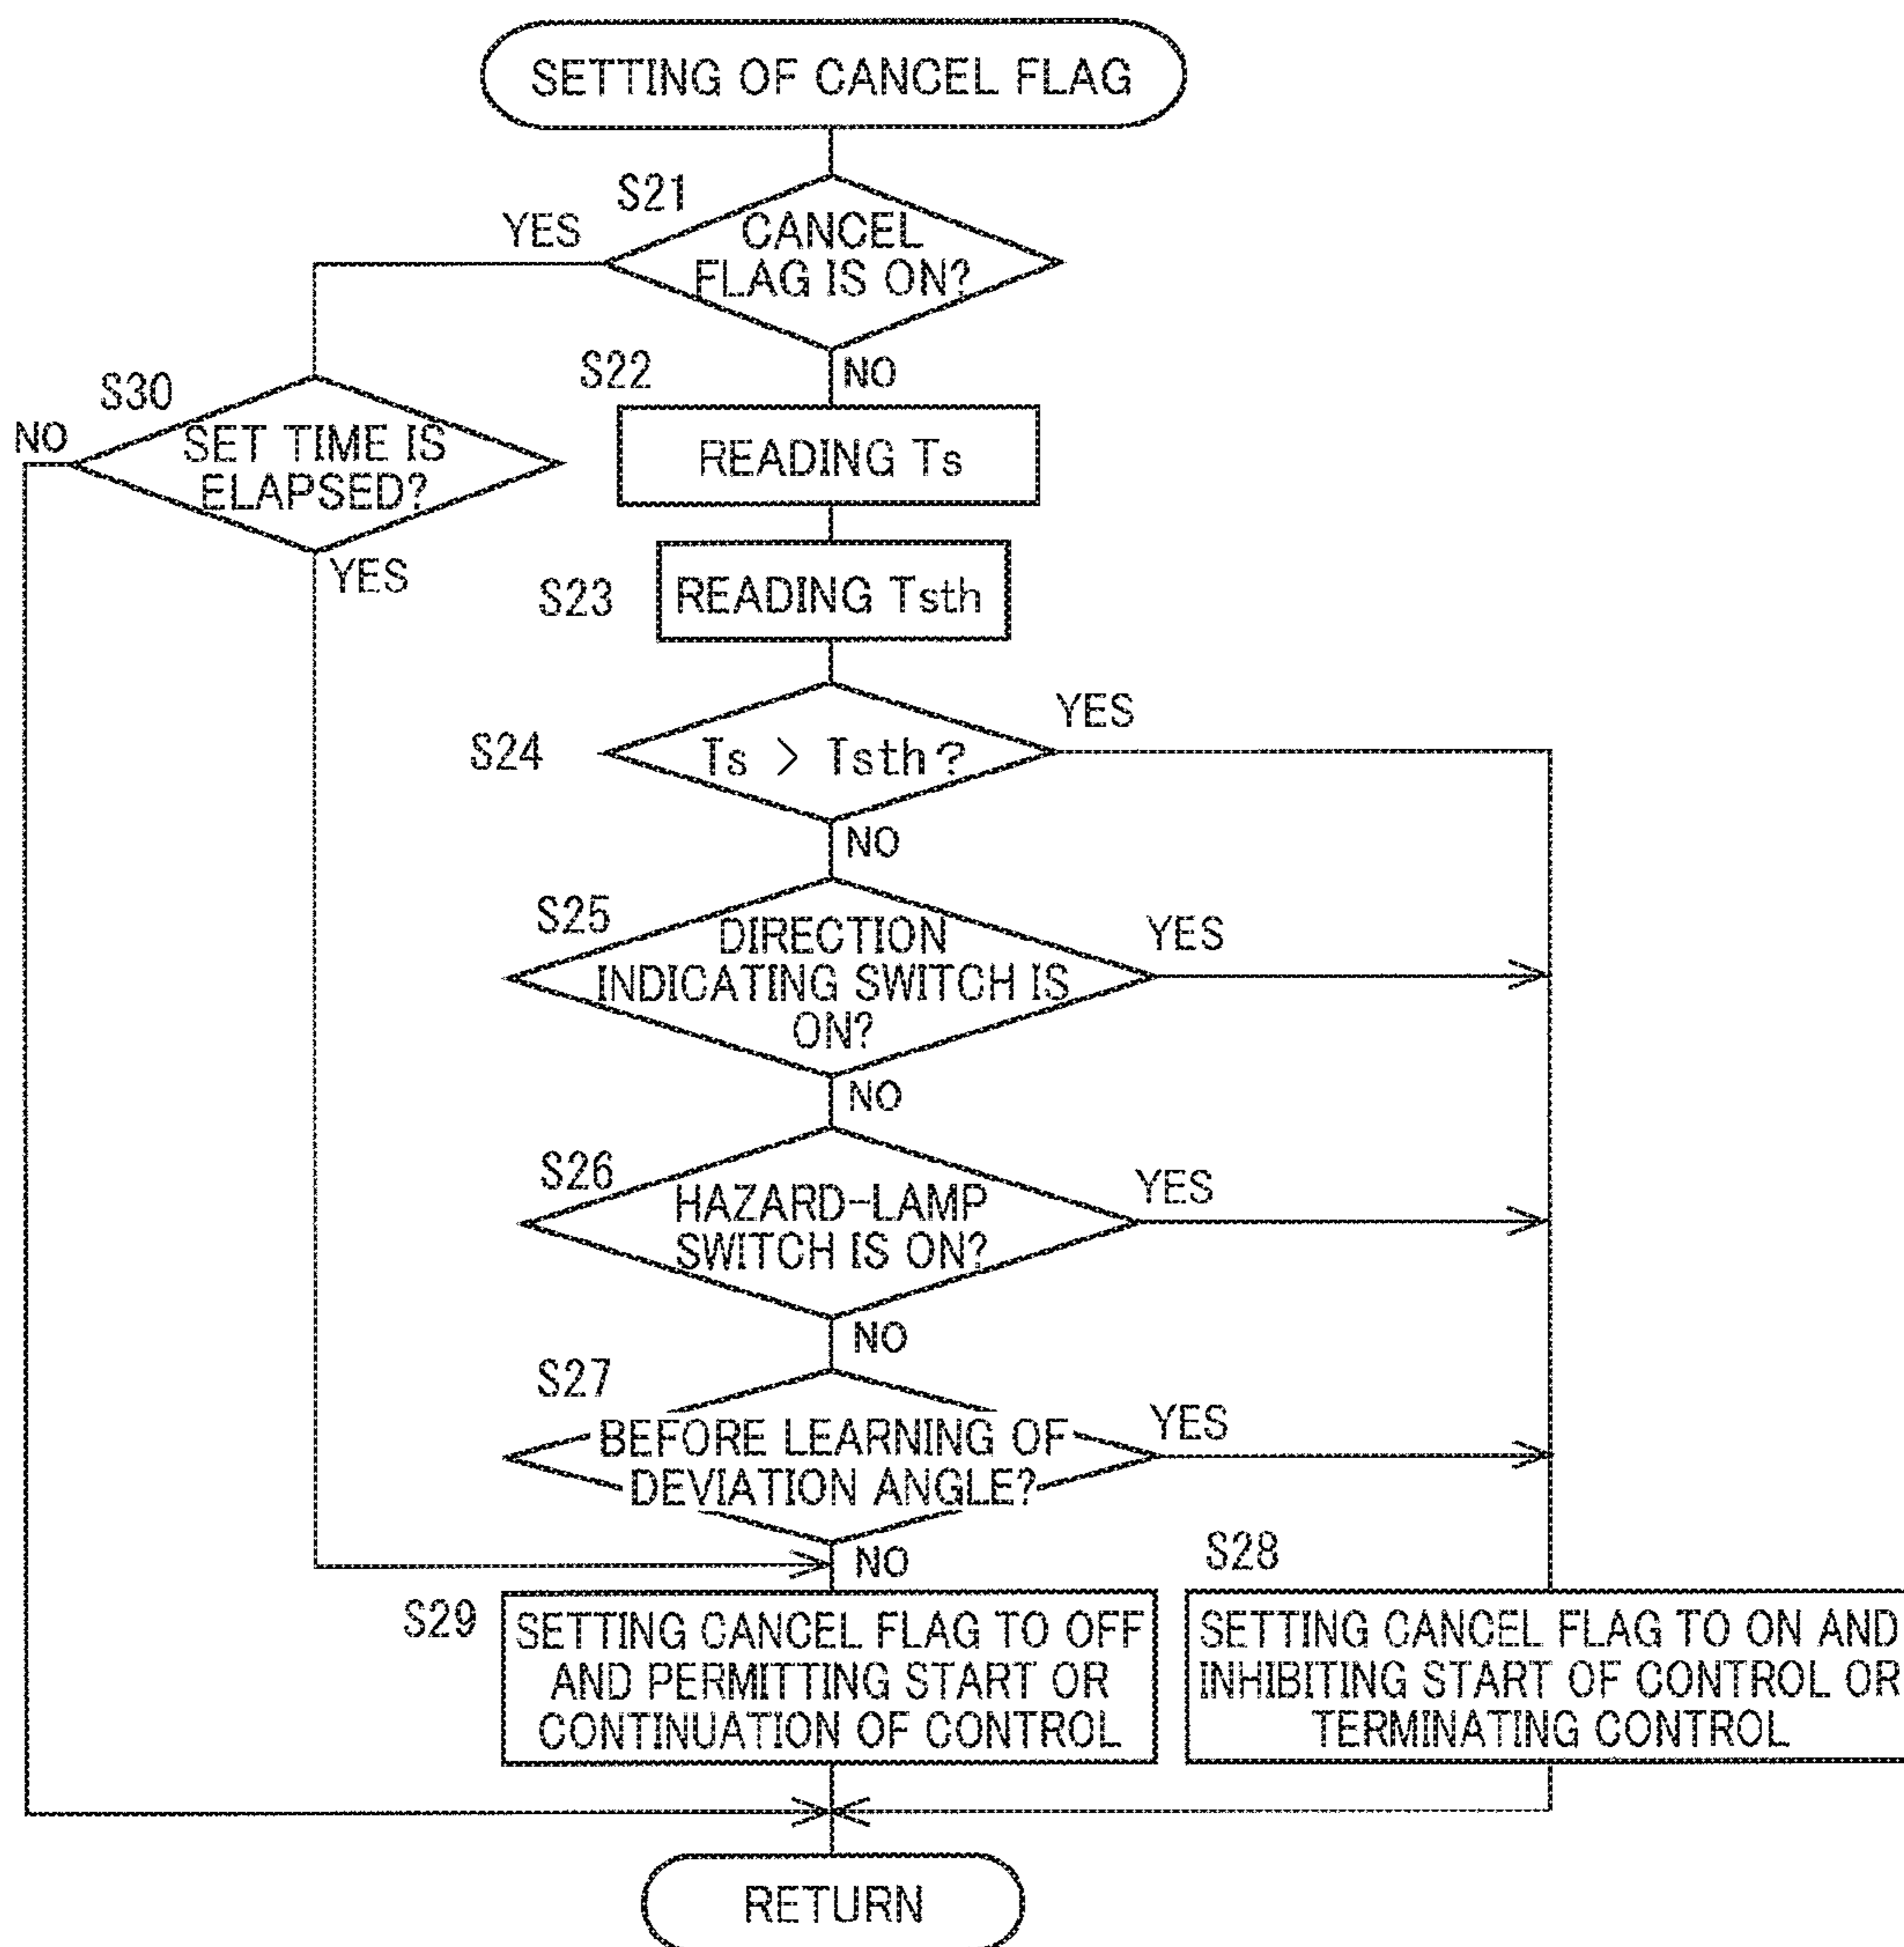 SETTING OF CANCEL FLAG
S21
YES
CANCEL
FLAG IS ON?
NO
S30
NO
SET TIME IS
ELAPSED?
YES
S22
READING Ts
S23
READING Tsth
S24
Ts > Tsth?
YES
NO
S25
DIRECTION
INDICATING SWITCH IS
ON?
YES
NO
S26
HAZARD-LAMP
SWITCH IS ON?
YES
NO
S27
BEFORE LEARNING OF
DEVIATION ANGLE?
YES
NO
S29
SETTING CANCEL FLAG TO OFF
AND PERMITTING START OR
CONTINUATION OF CONTROL
S28
SETTING CANCEL FLAG TO ON AND
INHIBITING START OF CONTROL OR
TERMINATING CONTROL
RETURN